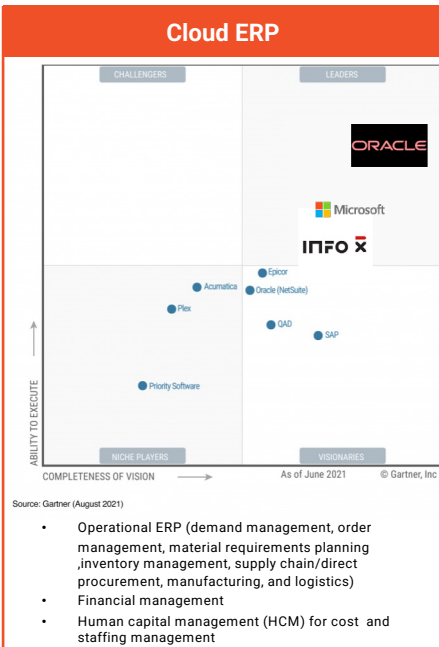 Cloud ERP
CHALLENGERS
LEADERS
ORACLE
Microsoft
INFO X
Epicor
Acumatica
Oracle (NetSuite)
Plex
QAD
SAP
Priority Software
ABILITY TO EXECUTE
NICHE PLAYERS
VISIONARIES
COMPLETENESS OF VISION
As of June 2021
© Gartner, Inc
Source: Gartner (August 2021)
• Operational ERP (demand management, order
management, material requirements planning
,inventory management, supply chain/direct
procurement, manufacturing, and logistics)
• Financial management
• Human capital management (HCM) for cost and
staffing management